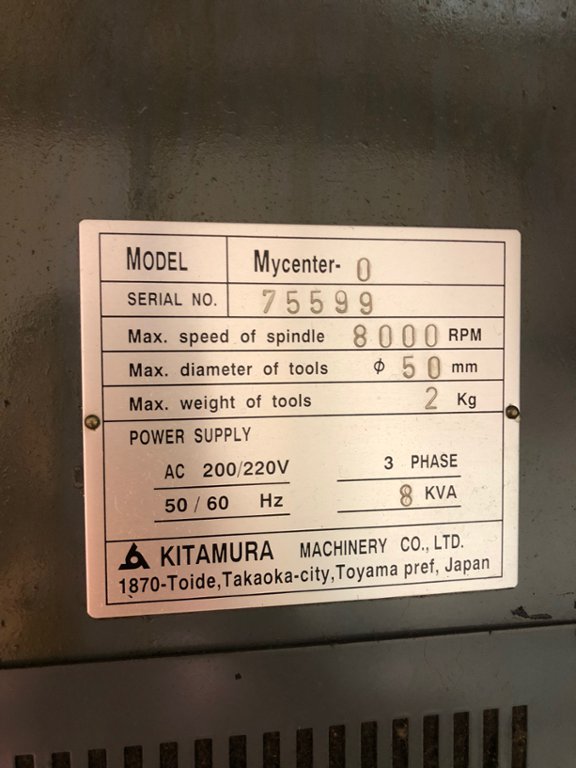 MODEL Mycenter- 0
SERIAL NO. 75599
Max. speed of spindle 8000 RPM
Max. diameter of tools φ 50 mm
Max. weight of tools 2 Kg
POWER SUPPLY
AC 200/220V 3 PHASE
50 / 60 Hz 8 KVA
KITAMURA MACHINERY CO., LTD.
1870-Toide, Takaoka-city, Toyama pref, Japan